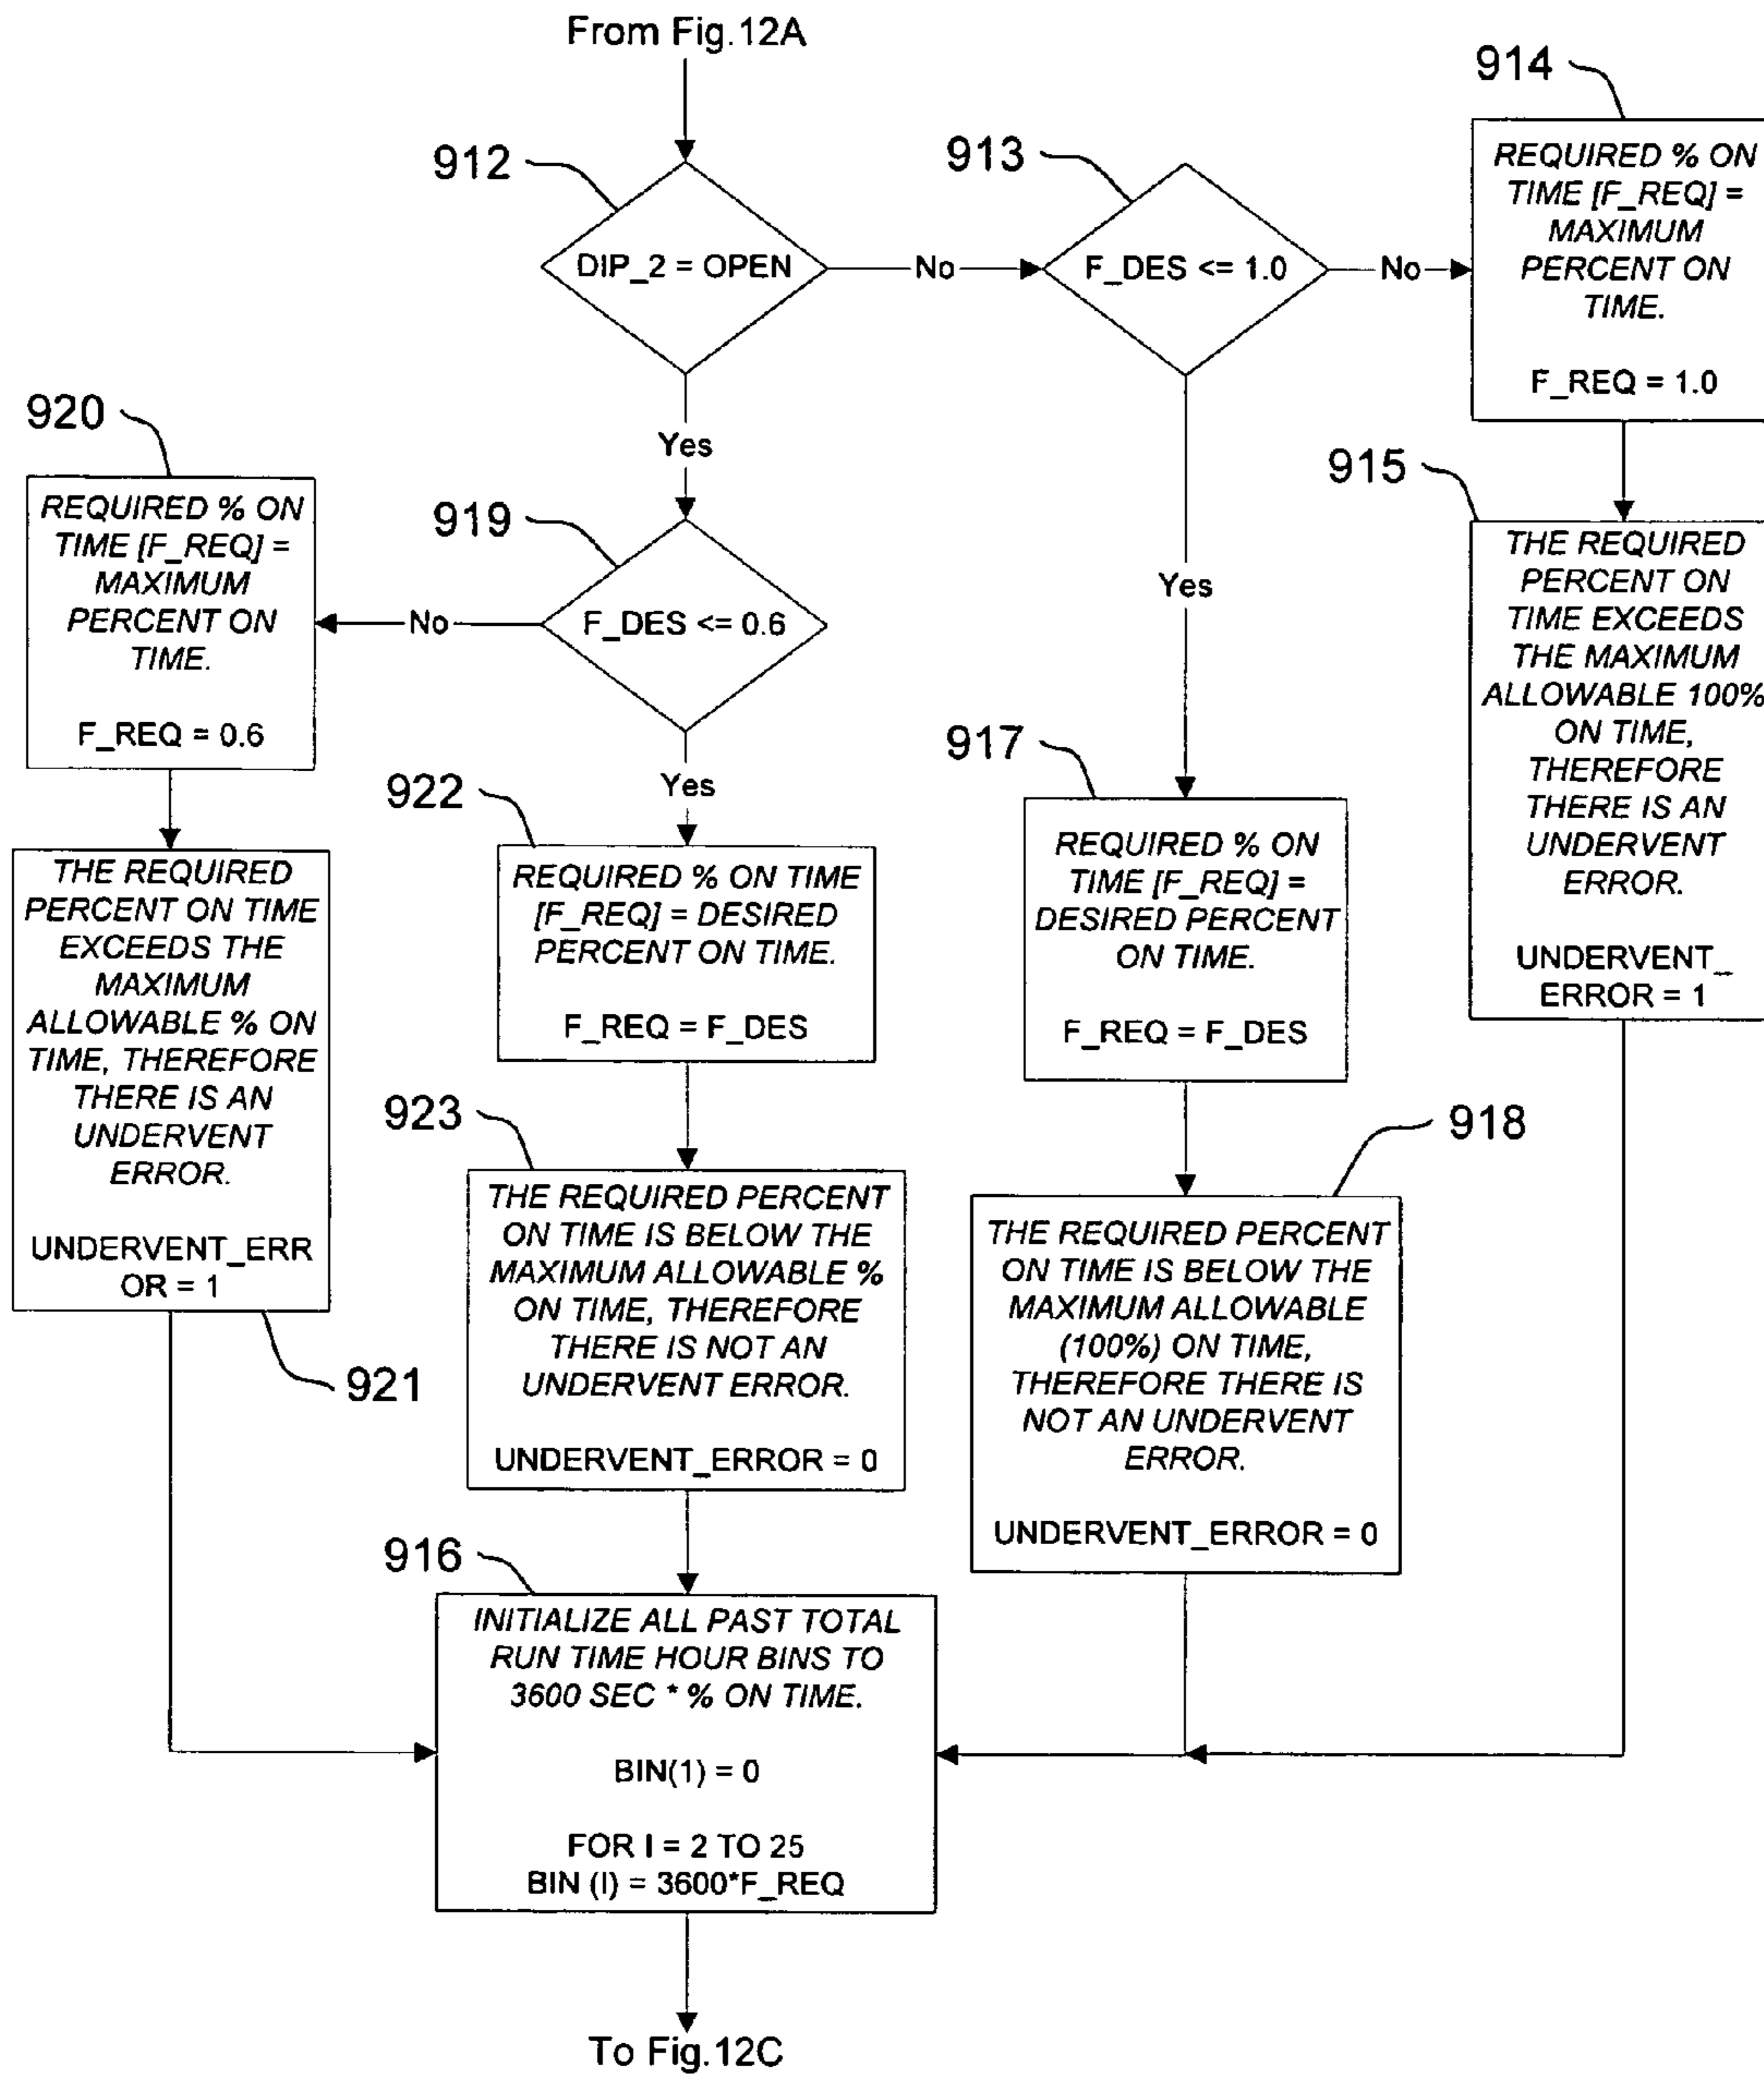 From Fig.12A
912
DIP_2 = OPEN
No
913
F_DES <= 1.0
No
914
REQUIRED % ON
TIME [F_REQ] =
MAXIMUM
PERCENT ON
TIME.
F_REQ = 1.0
Yes
920
REQUIRED % ON
TIME [F_REQ] =
MAXIMUM
PERCENT ON
TIME.
F_REQ = 0.6
No
919
F_DES <= 0.6
Yes
Yes
915
THE REQUIRED
PERCENT ON
TIME EXCEEDS
THE MAXIMUM
ALLOWABLE 100%
ON TIME,
THEREFORE
THERE IS AN
UNDERVENT
ERROR.
UNDERVENT_
ERROR = 1
THE REQUIRED
PERCENT ON TIME
EXCEEDS THE
MAXIMUM
ALLOWABLE % ON
TIME, THEREFORE
THERE IS AN
UNDERVENT
ERROR.
UNDERVENT_ERR
OR = 1
921
922
REQUIRED % ON TIME
[F_REQ] = DESIRED
PERCENT ON TIME.
F_REQ = F_DES
917
REQUIRED % ON
TIME [F_REQ] =
DESIRED PERCENT
ON TIME.
F_REQ = F_DES
923
THE REQUIRED PERCENT
ON TIME IS BELOW THE
MAXIMUM ALLOWABLE %
ON TIME, THEREFORE
THERE IS NOT AN
UNDERVENT ERROR.
UNDERVENT_ERROR = 0
918
THE REQUIRED PERCENT
ON TIME IS BELOW THE
MAXIMUM ALLOWABLE
(100%) ON TIME,
THEREFORE THERE IS
NOT AN UNDERVENT
ERROR.
UNDERVENT_ERROR = 0
916
INITIALIZE ALL PAST TOTAL
RUN TIME HOUR BINS TO
3600 SEC * % ON TIME.
BIN(1) = 0
FOR I = 2 TO 25
BIN (I) = 3600*F_REQ
To Fig.12C